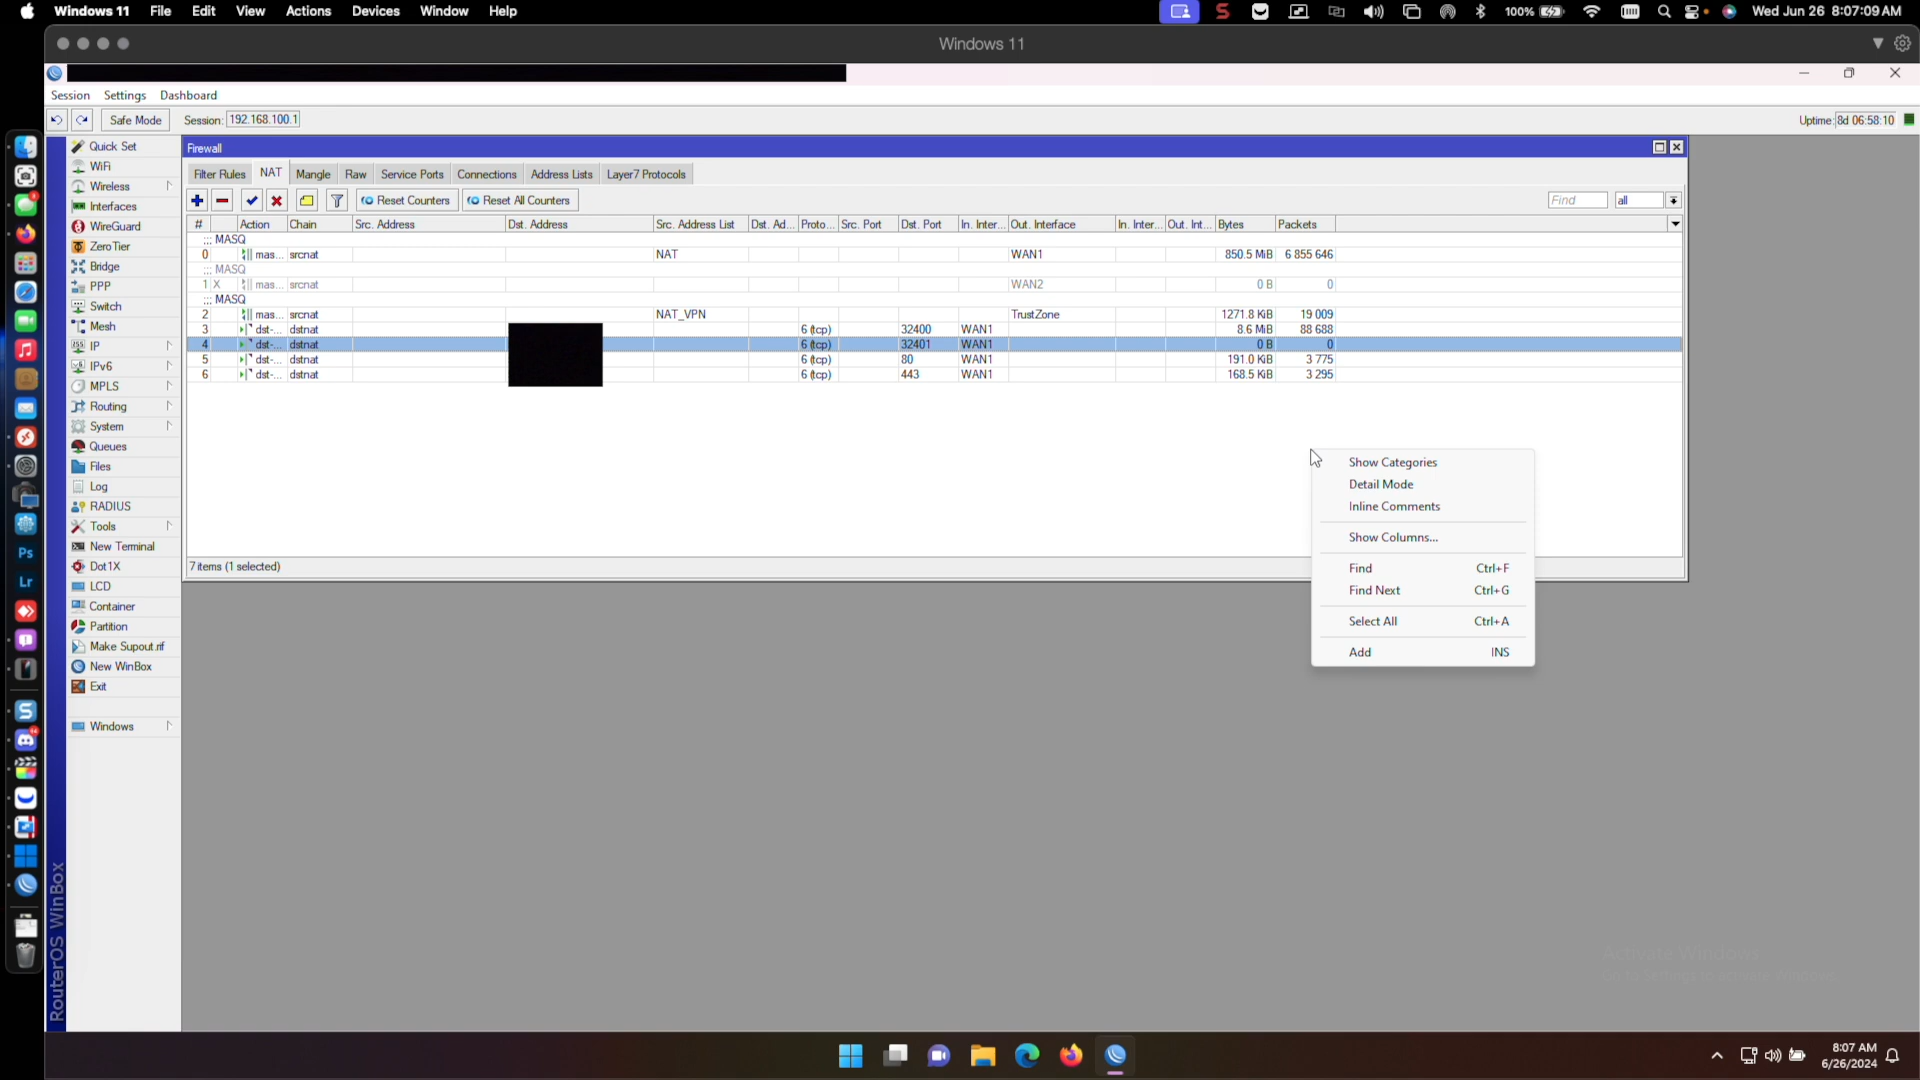 Windows 11 File Edit View Actions Devices Window Help 100% Wed Jun 26 8:07:09 AM
Windows 11
Session Settings Dashboard
Safe Mode Session: 192.168.100.1 Uptime: 8d 06:58:10
Quick Set
WiFi
Wireless
Interfaces
WireGuard
ZeroTier
Bridge
PPP
Switch
Mesh
IP
IPv6
MPLS
Routing
System
Queues
Files
Log
RADIUS
Tools
New Terminal
Dot1X
LCD
Container
Partition
Make Supout.rif
New WinBox
Exit
Windows
RouterOS WinBox
Ps
Lr
Firewall
Filter Rules NAT Mangle Raw Service Ports Connections Address Lists Layer7 Protocols
Reset Counters Reset All Counters Find all
# Action Chain Src. Address Dst. Address Src. Address List Dst. Ad... Proto... Src. Port Dst. Port In. Inter... Out. Interface In. Inter... Out. Int... Bytes Packets
;;; MASQ
0 mas... srcnat NAT WAN1 850.5 MiB 6 855 646
;;; MASQ
1 X mas... srcnat WAN2 0 B 0
;;; MASQ
2 mas... srcnat NAT_VPN TrustZone 1271.8 KiB 19 009
3 dst-... dstnat 6 (tcp) 32400 WAN1 8.6 MiB 88 688
4 dst-... dstnat 6 (tcp) 32401 WAN1 0 B 0
5 dst-... dstnat 6 (tcp) 80 WAN1 191.0 KiB 3 775
6 dst-... dstnat 6 (tcp) 443 WAN1 168.5 KiB 3 295
7 items (1 selected)
Show Categories
Detail Mode
Inline Comments
Show Columns...
Find Ctrl+F
Find Next Ctrl+G
Select All Ctrl+A
Add INS
Activate Windows
8:07 AM
6/26/2024